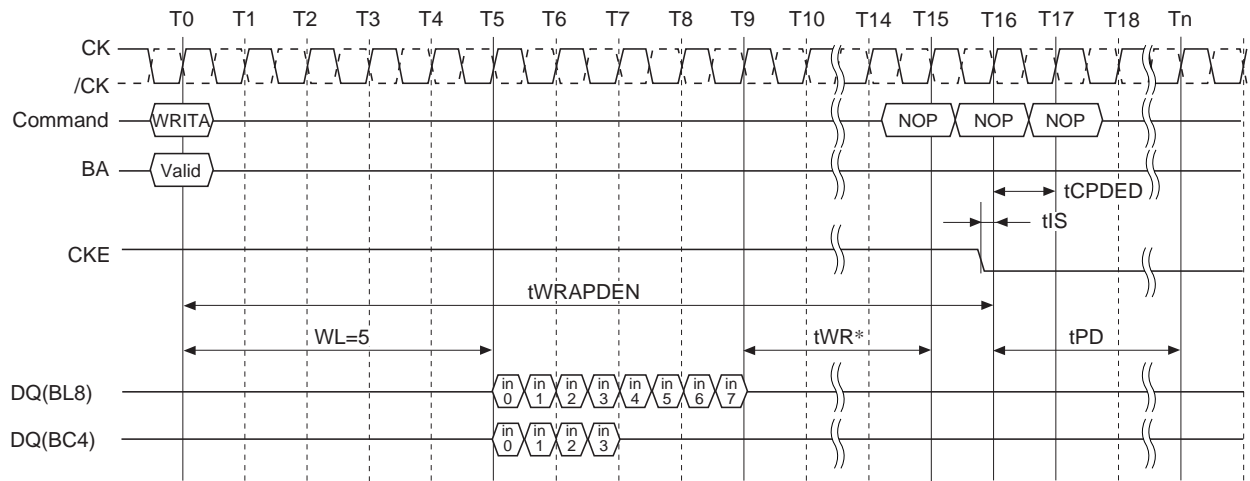 T0 T1 T2 T3 T4 T5 T6 T7 T8 T9 T10 T14 T15 T16 T17 T18 Tn
CK
/CK
Command WRITA NOP NOP NOP
BA Valid
tCPDED
tIS
CKE
tWRAPDEN
WL=5 tWR* tPD
DQ(BL8) in 0 in 1 in 2 in 3 in 4 in 5 in 6 in 7
DQ(BC4) in 0 in 1 in 2 in 3